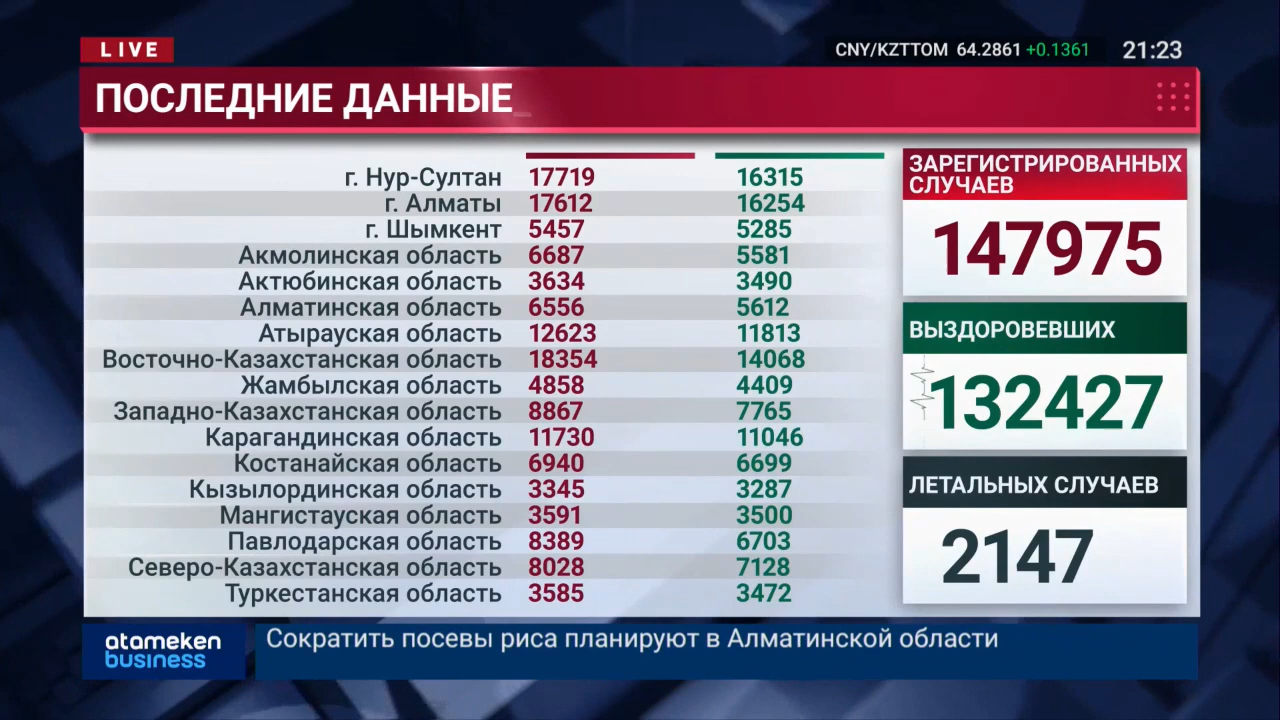 LIVE
CNY/KZTTOM 64.2861 +0.1361
21:23
ПОСЛЕДНИЕ ДАННЫЕ_
г. Нур-Султан 17719 16315
г. Алматы 17612 16254
г. Шымкент 5457 5285
Акмолинская область 6687 5581
Актюбинская область 3634 3490
Алматинская область 6556 5612
Атырауская область 12623 11813
Восточно-Казахстанская область 18354 14068
Жамбылская область 4858 4409
Западно-Казахстанская область 8867 7765
Карагандинская область 11730 11046
Костанайская область 6940 6699
Кызылординская область 3345 3287
Мангистауская область 3591 3500
Павлодарская область 8389 6703
Северо-Казахстанская область 8028 7128
Туркестанская область 3585 3472
ЗАРЕГИСТРИРОВАННЫХ
СЛУЧАЕВ
147975
ВЫЗДОРОВЕВШИХ
132427
ЛЕТАЛЬНЫХ СЛУЧАЕВ
2147
atameken
business
Сократить посевы риса планируют в Алматинской области